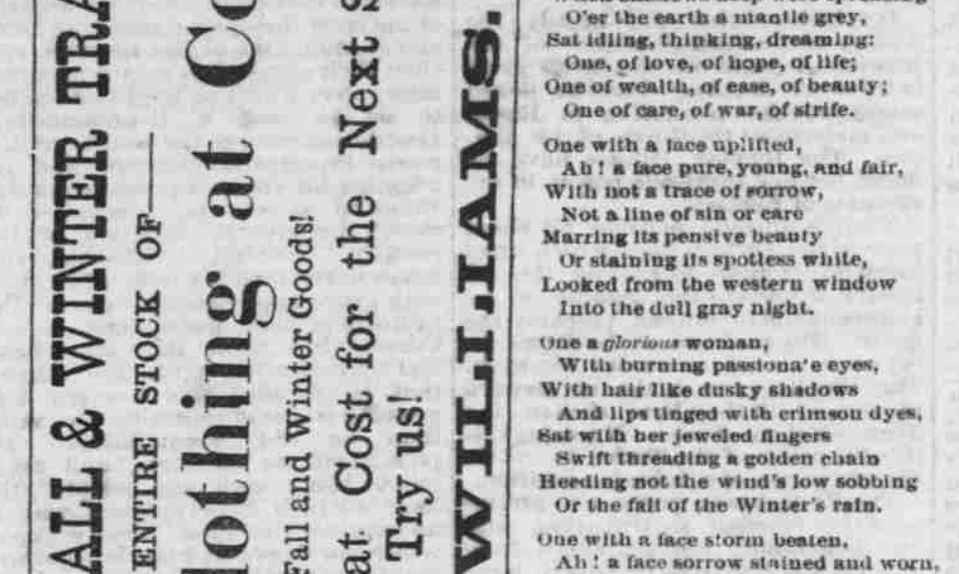 ALL & WINTER TRA
ENTIRE STOCK OF
lothing at Co
Fall and Winter Goods!
at Cost for the Next
Try us!
WILLIAMS.
O'er the earth a mantle grey,
Sat idling, thinking, dreaming:
One, of love, of hope, of life;
One of wealth, of ease, of beauty;
One of care, of war, of strife.
One with a face uplifted,
Ah! a face pure, young, and fair,
With not a trace of sorrow,
Not a line of sin or care
Marring its pensive beauty
Or staining its spotless white,
Looked from the western window
Into the dull gray night.
One a glorious woman,
With burning passiona'e eyes,
With hair like dusky shadows
And lips tinged with crimson dyes,
Sat with her jeweled fingers
Swift threading a golden chain
Heeding not the wind's low sobbing
Or the fall of the Winter's rain.
One with a face storm beaten,
Ah! a face sorrow stained and worn,